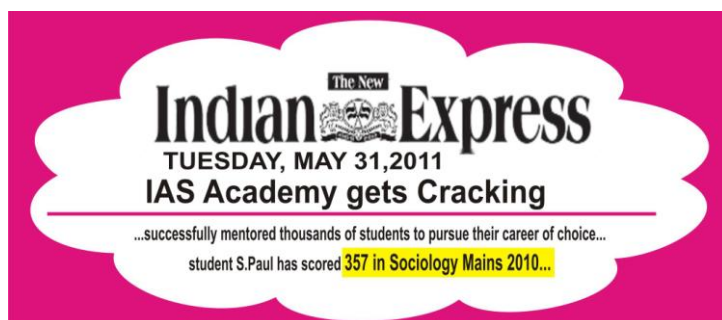 The New
Indian Express
TUESDAY, MAY 31,2011
IAS Academy gets Cracking
...successfully mentored thousands of students to pursue their career of choice...
student S.Paul has scored 357 in Sociology Mains 2010...